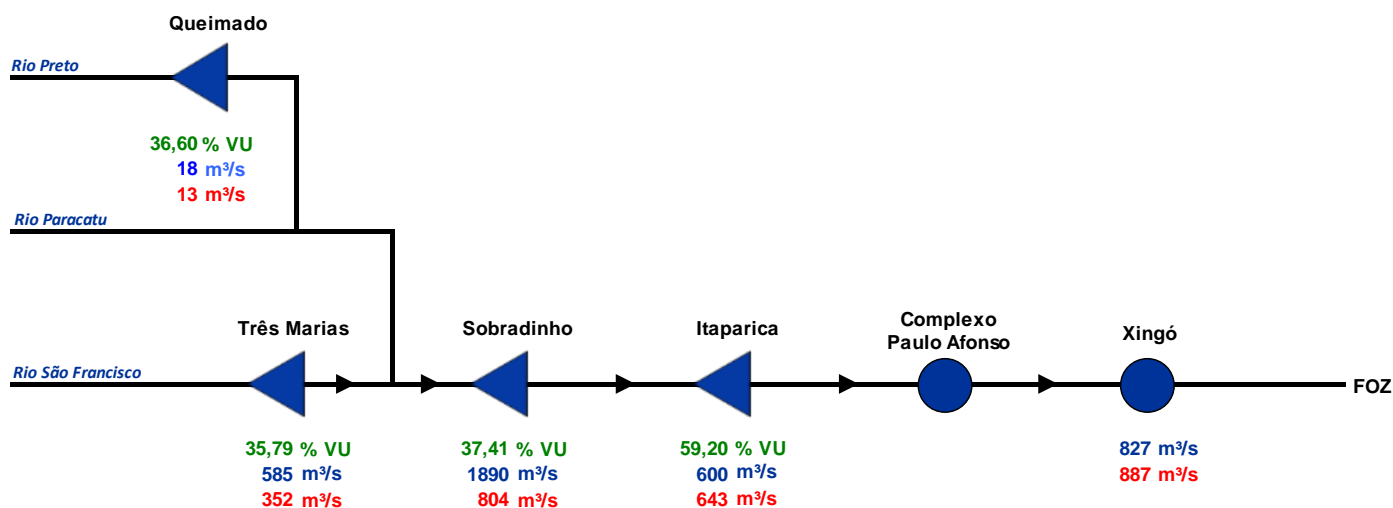 Queimado
Rio Preto
36,60 % VU
18 m³/s
13 m³/s
Rio Paracatu
Três Marias
Sobradinho
Itaparica
Complexo
Paulo Afonso
Xingó
Rio São Francisco
FOZ
35,79 % VU
585 m³/s
352 m³/s
37,41 % VU
1890 m³/s
804 m³/s
59,20 % VU
600 m³/s
643 m³/s
827 m³/s
887 m³/s